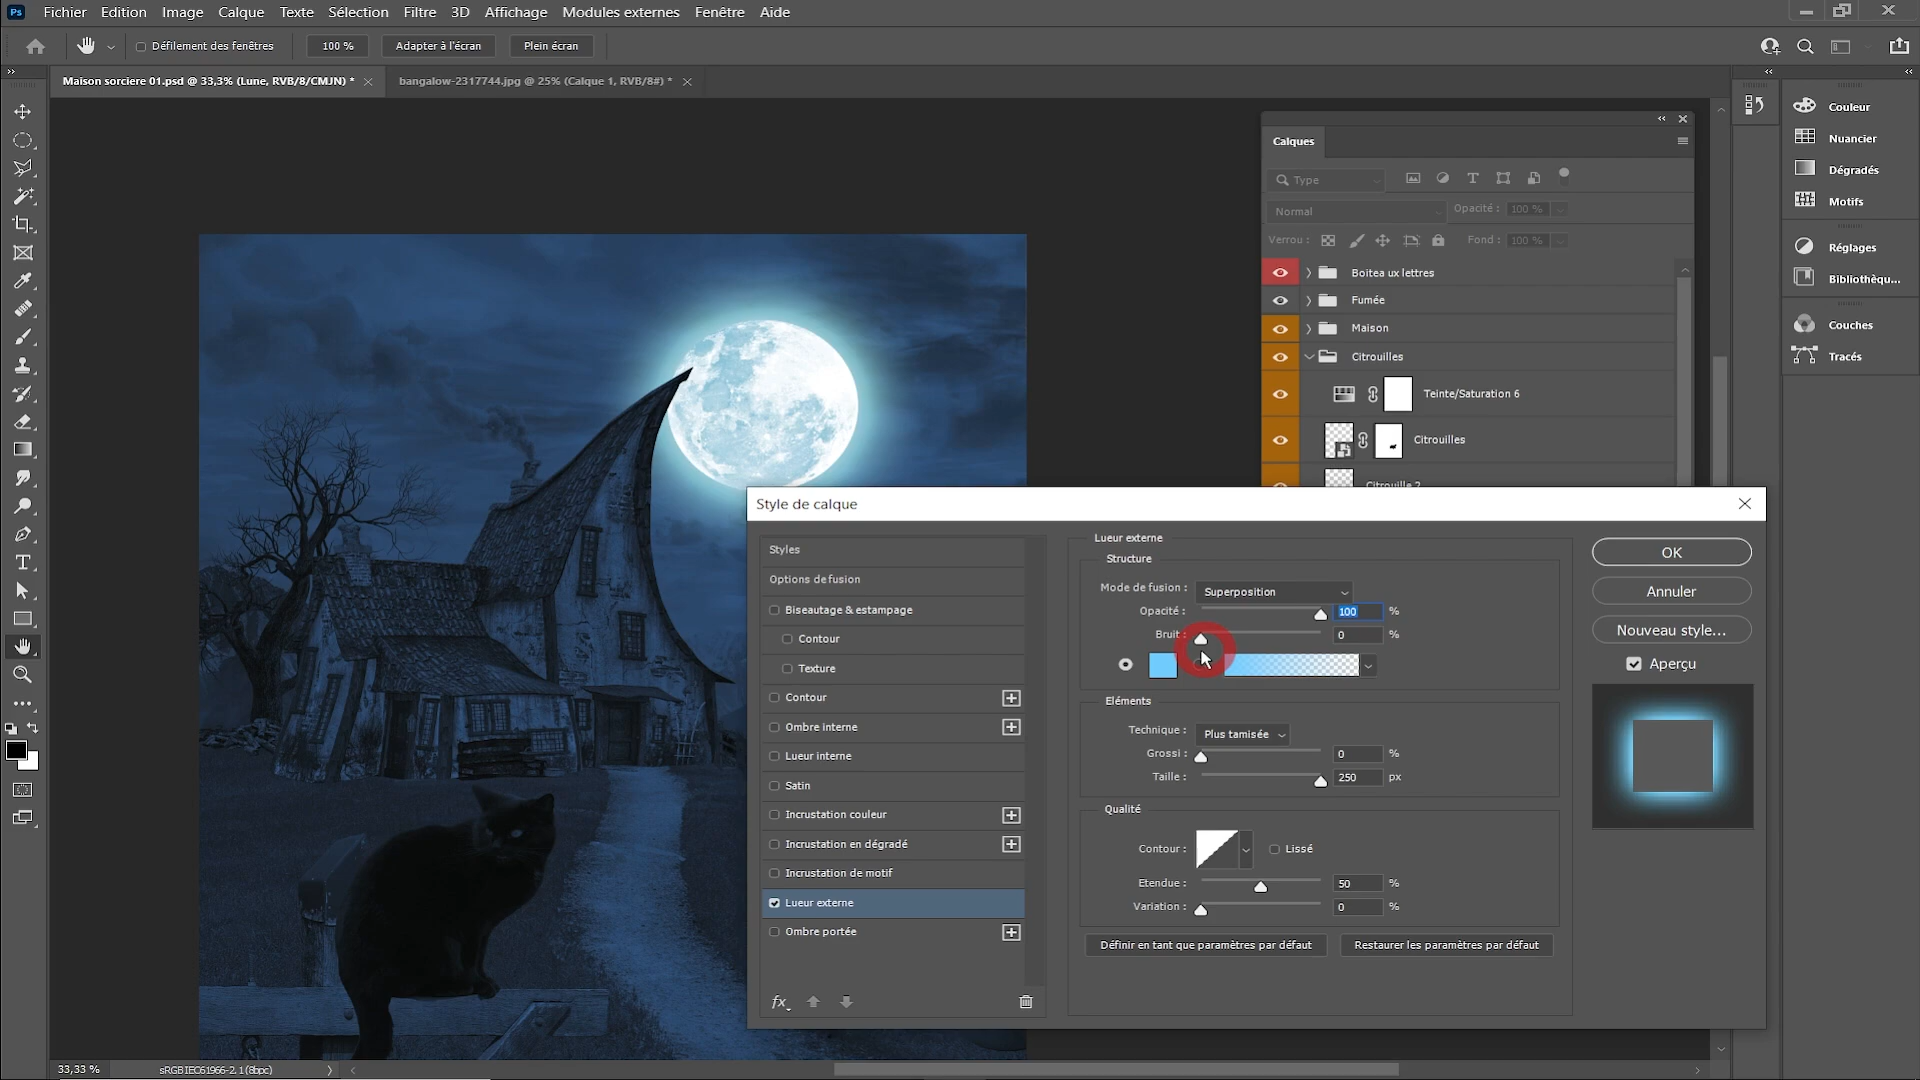 Ps Fichier Edition Image Calque Texte Sélection Filtre 3D Affichage Modules externes Fenêtre Aide
Défilement des fenêtres 100 % Adapter à l'écran Plein écran
Maison sorciere 01.psd @ 33,3% (Lune, RVB/8/CMJN) *
bangalow-2317744.jpg @ 25% (Calque 1, RVB/8#) *
Calques
Type
Normal Opacité : 100 %
Verrou : Fond : 100 %
Boitea ux lettres
Fumée
Maison
Citrouilles
Teinte/Saturation 6
Citrouilles
Citrouille 2
Couleur
Nuancier
Dégradés
Motifs
Réglages
Bibliothèqu...
Couches
Tracés
Style de calque
Styles
Options de fusion
Biseautage & estampage
Contour
Texture
Contour
Ombre interne
Lueur interne
Satin
Incrustation couleur
Incrustation en dégradé
Incrustation de motif
Lueur externe
Ombre portée
fx
Lueur externe
Structure
Mode de fusion : Superposition
Opacité : 100 %
Bruit : 0 %
Eléments
Technique : Plus tamisée
Grossi : 0 %
Taille : 250 px
Qualité
Contour : Lissé
Etendue : 50 %
Variation : 0 %
Définir en tant que paramètres par défaut Restaurer les paramètres par défaut
OK
Annuler
Nouveau style...
Aperçu
33,33 % sRGB IEC61966-2.1 (8bpc)